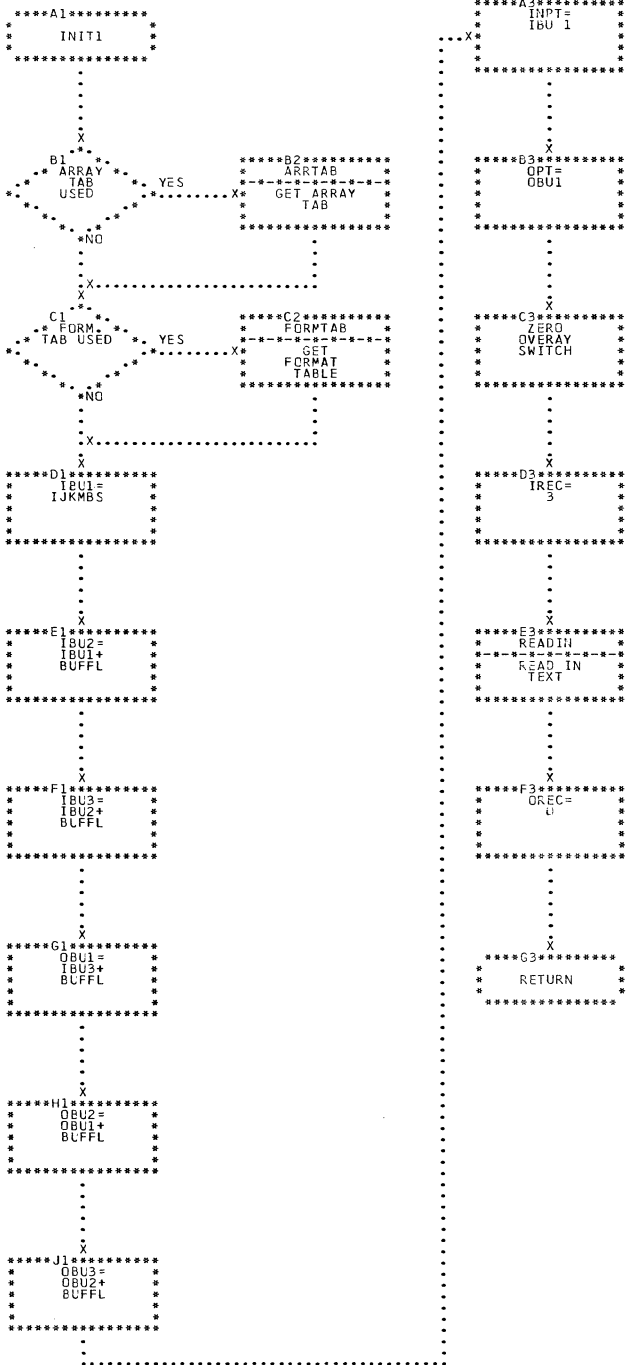 A1
INIT1
B1
ARRAY
TAB
USED
YES
NO
B2
ARRTAB
GET ARRAY
TAB
C1
FORM
TAB USED
YES
NO
C2
FORMTAB
GET
FORMAT
TABLE
D1
IBU1=
IJKMBS
E1
IBU2=
IBU1+
BUFFL
F1
IBU3=
IBU2+
BUFFL
G1
OBU1=
IBU3+
BUFFL
H1
OBU2=
OBU1+
BUFFL
J1
OBU3=
OBU2+
BUFFL
A3
INPT=
IBU 1
B3
OPT=
OBU1
C3
ZERO
OVERAY
SWITCH
D3
IREC=
3
E3
READIN
READ IN
TEXT
F3
OREC=
G3
RETURN